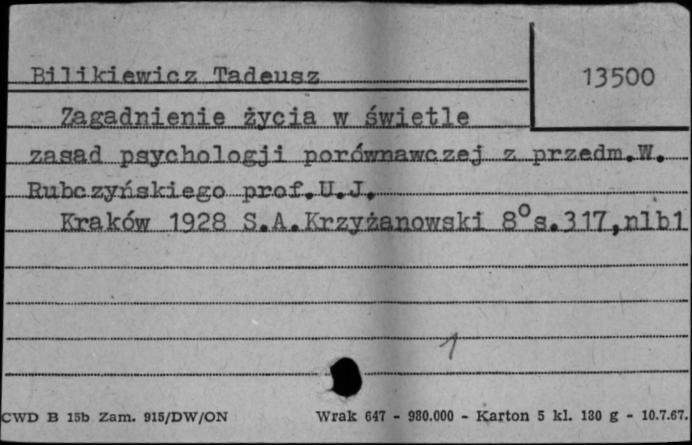 Bilikiewicz Tadeusz
13500
Zagadnienie życia w świetle
zasad psychologji porównawczej z przedm.W.
Rubczyńskiego prof.U.J.
Kraków 1928 S.A.Krzyżanowski 8° s.317,nlb1
1
CWD B 15b Zam. 915/DW/ON Wrak 647 - 980.000 - Karton 5 kl. 180 g - 10.7.67.